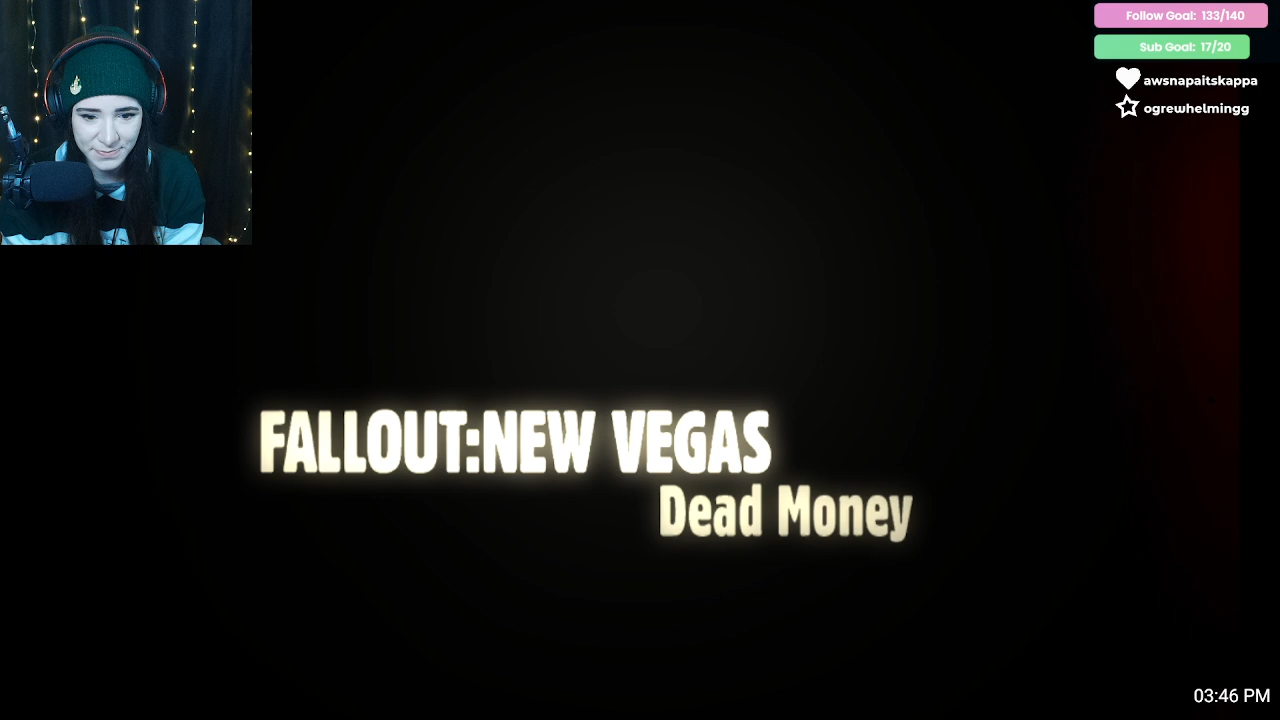 Follow Goal: 133/140
Sub Goal: 17/20
awsnapaitskappa
ogrewhelmingg
FALLOUT:NEW VEGAS
Dead Money
03:46 PM